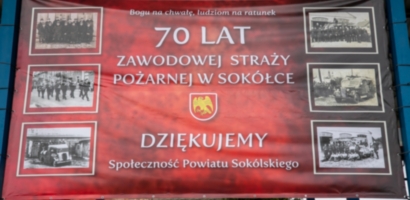 Bogu na chwałę, ludziom na ratunek
70 LAT
ZAWODOWEJ STRAŻY
POŻARNEJ W SOKÓŁCE
DZIĘKUJEMY
Społeczność Powiatu Sokólskiego